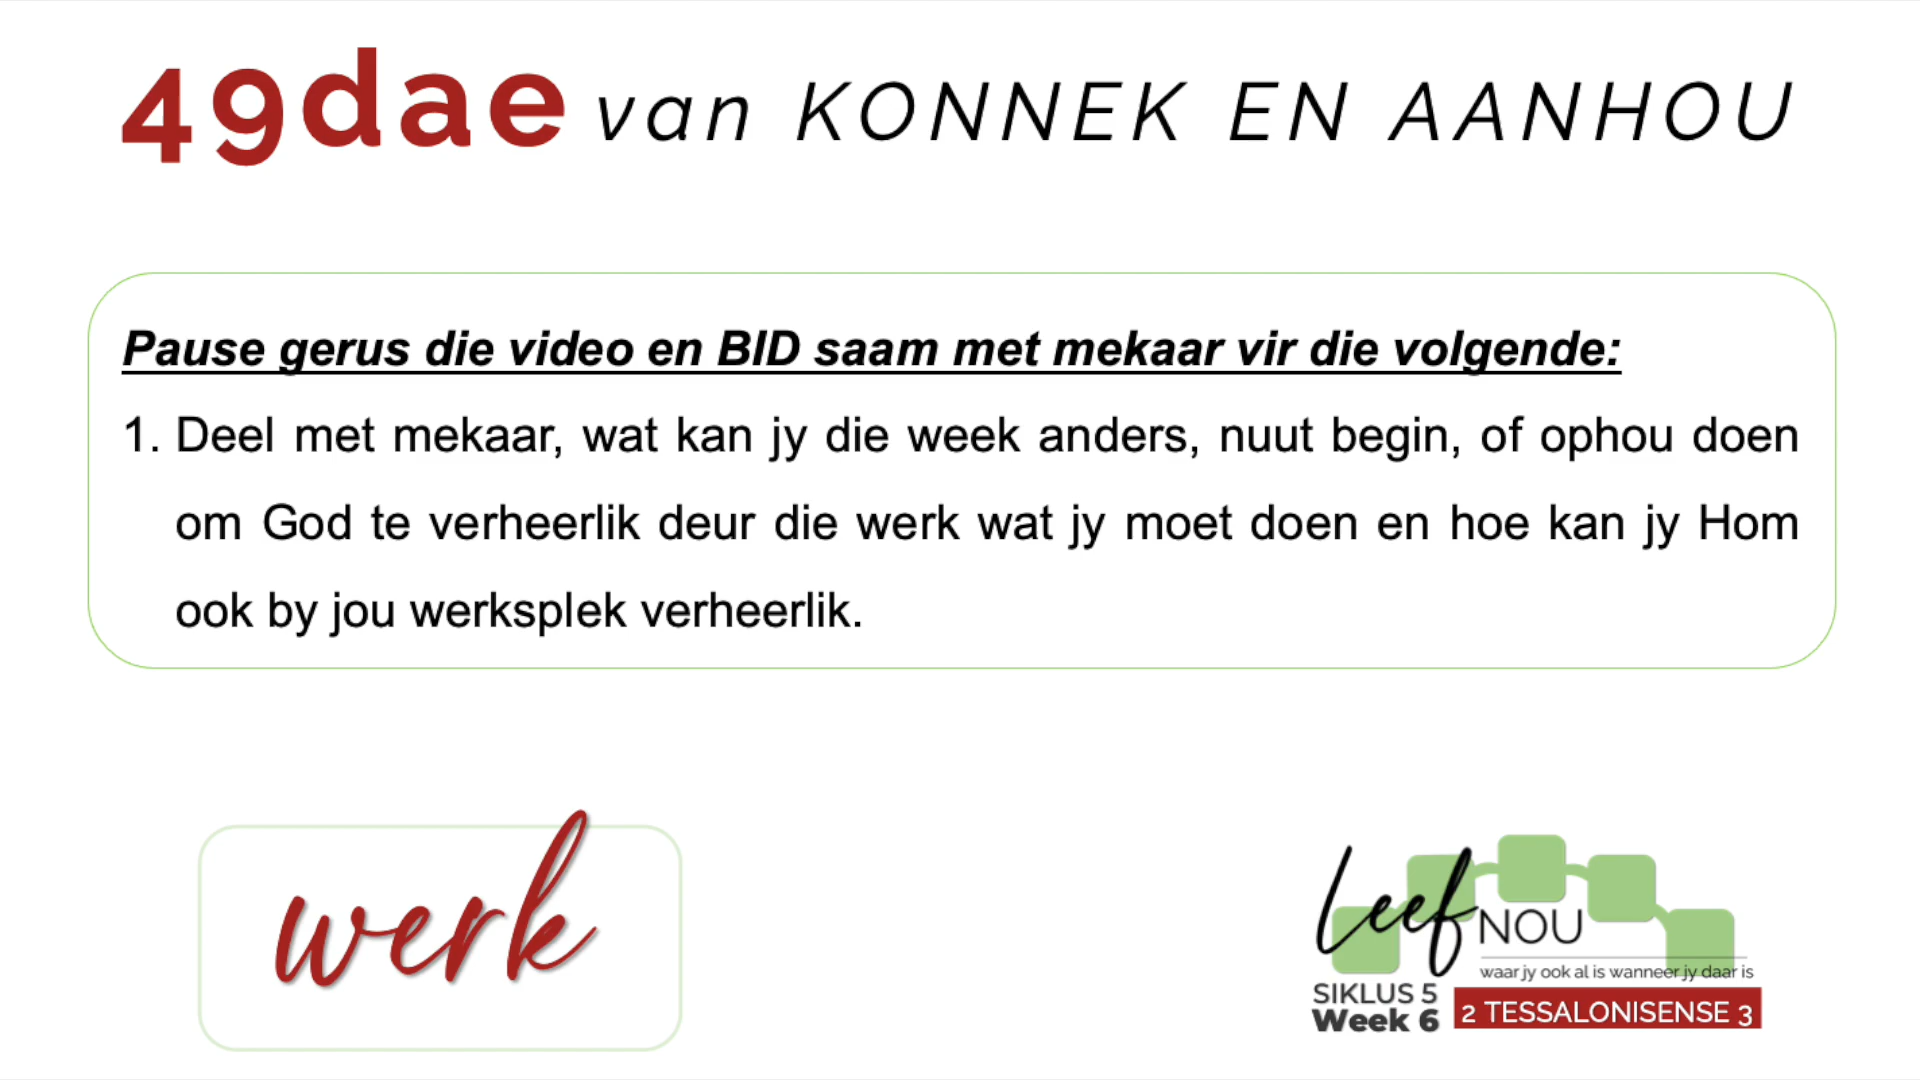 49dae van KONNEK EN AANHOU
Pause gerus die video en BID saam met mekaar vir die volgende:
1. Deel met mekaar, wat kan jy die week anders, nuut begin, of ophou doen
om God te verheerlik deur die werk wat jy moet doen en hoe kan jy Hom
ook by jou werksplek verheerlik.
werk
Leef NOU
waar jy ook al is wanneer jy daar is
SIKLUS 5
Week 6
2 TESSALONISENSE 3